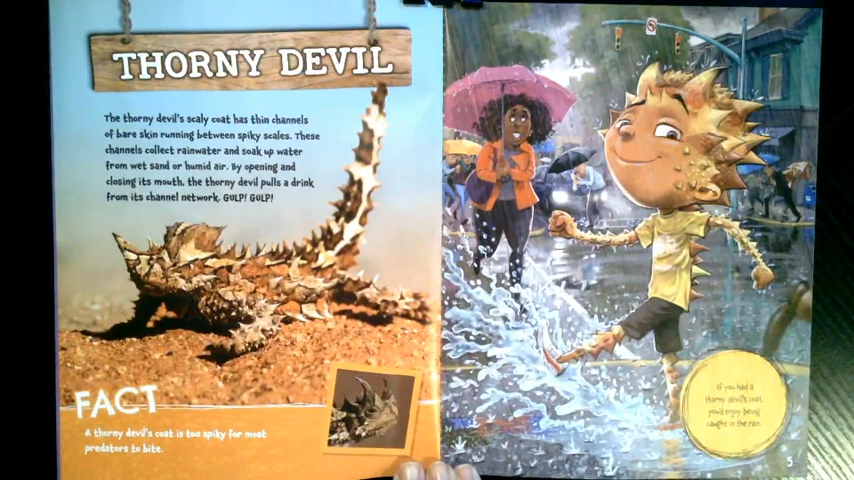 THORNY DEVIL
The thorny devil's scaly coat has thin channels
of bare skin running between spiky scales. These
channels collect rainwater and soak up water
from wet sand or humid air. By opening and
closing its mouth, the thorny devil pulls a drink
from its channel network. GULP! GULP!
FACT
A thorny devil's coat is too spiky for most
predators to bite.
If you had a
thorny devil's coat,
you'd enjoy being
caught in the rain.
5